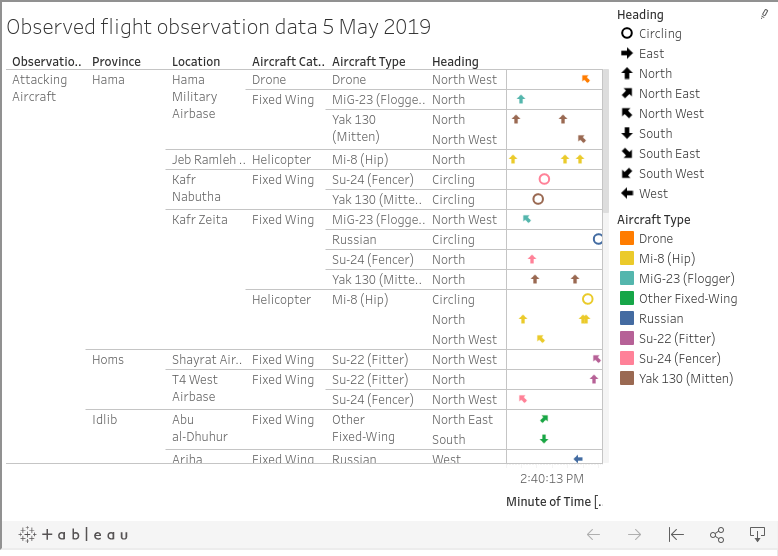 Observed flight observation data 5 May 2019
Observatio.. Province Location Aircraft Cat.. Aircraft Type Heading
Attacking Aircraft Hama Hama Military Airbase Drone Drone North West
Fixed Wing MiG-23 (Flogge.. North
Yak 130 (Mitten) North
North West
Jeb Ramleh .. Helicopter Mi-8 (Hip) North
Kafr Nabutha Fixed Wing Su-24 (Fencer) Circling
Yak 130 (Mitte.. Circling
Kafr Zeita Fixed Wing MiG-23 (Flogge.. North West
Russian Circling
Su-24 (Fencer) North
Yak 130 (Mitte.. North
Helicopter Mi-8 (Hip) Circling
North
North West
Homs Shayrat Air.. Fixed Wing Su-22 (Fitter) North West
T4 West Airbase Fixed Wing Su-22 (Fitter) North
Su-24 (Fencer) North West
Idlib Abu al-Dhuhur Fixed Wing Other Fixed-Wing North East
South
Ariha Fixed Wing Russian West
2:40:13 PM
Minute of Time [..
Heading
Circling
East
North
North East
North West
South
South East
South West
West
Aircraft Type
Drone
Mi-8 (Hip)
MiG-23 (Flogger)
Other Fixed-Wing
Russian
Su-22 (Fitter)
Su-24 (Fencer)
Yak 130 (Mitten)
+ a b l e a u